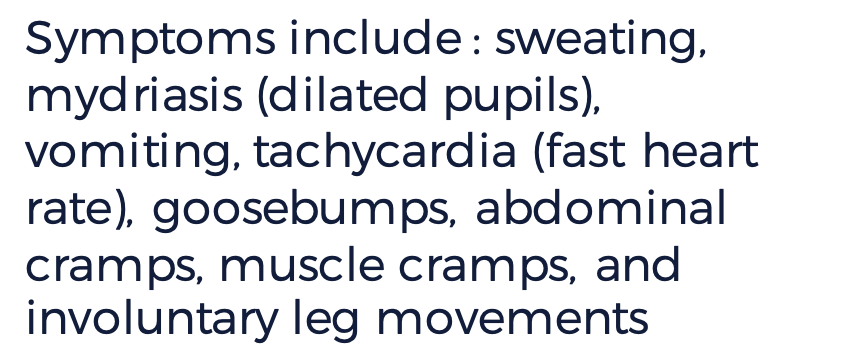 Symptoms include : sweating,
mydriasis (dilated pupils),
vomiting, tachycardia (fast heart
rate), goosebumps, abdominal
cramps, muscle cramps, and
involuntary leg movements